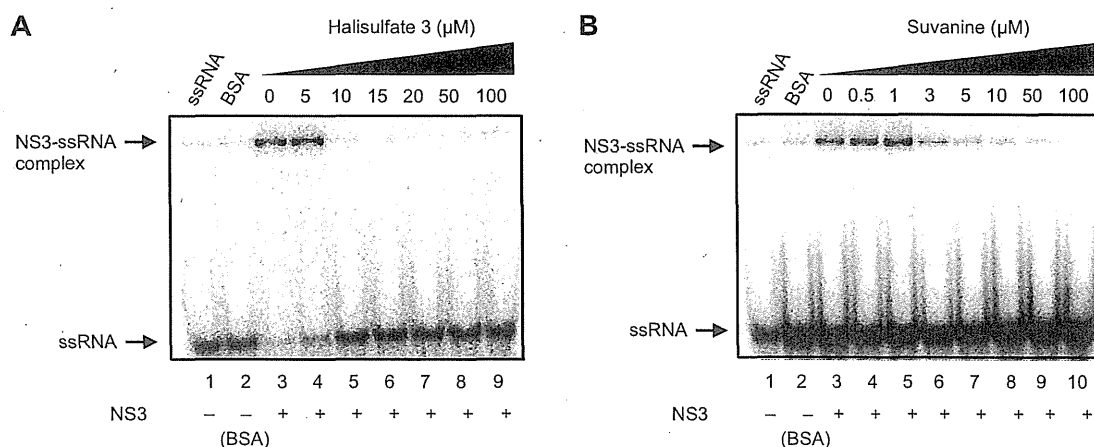 A
Halisulfate 3 (µM)
ssRNA BSA 0 5 10 15 20 50 100
NS3-ssRNA
complex
ssRNA
1 2 3 4 5 6 7 8 9
NS3 – – + + + + + + +
(BSA)
B
Suvanine (µM)
ssRNA BSA 0 0.5 1 3 5 10 50 100
NS3-ssRNA
complex
ssRNA
1 2 3 4 5 6 7 8 9 10
NS3 – – + + + + + + + +
(BSA)